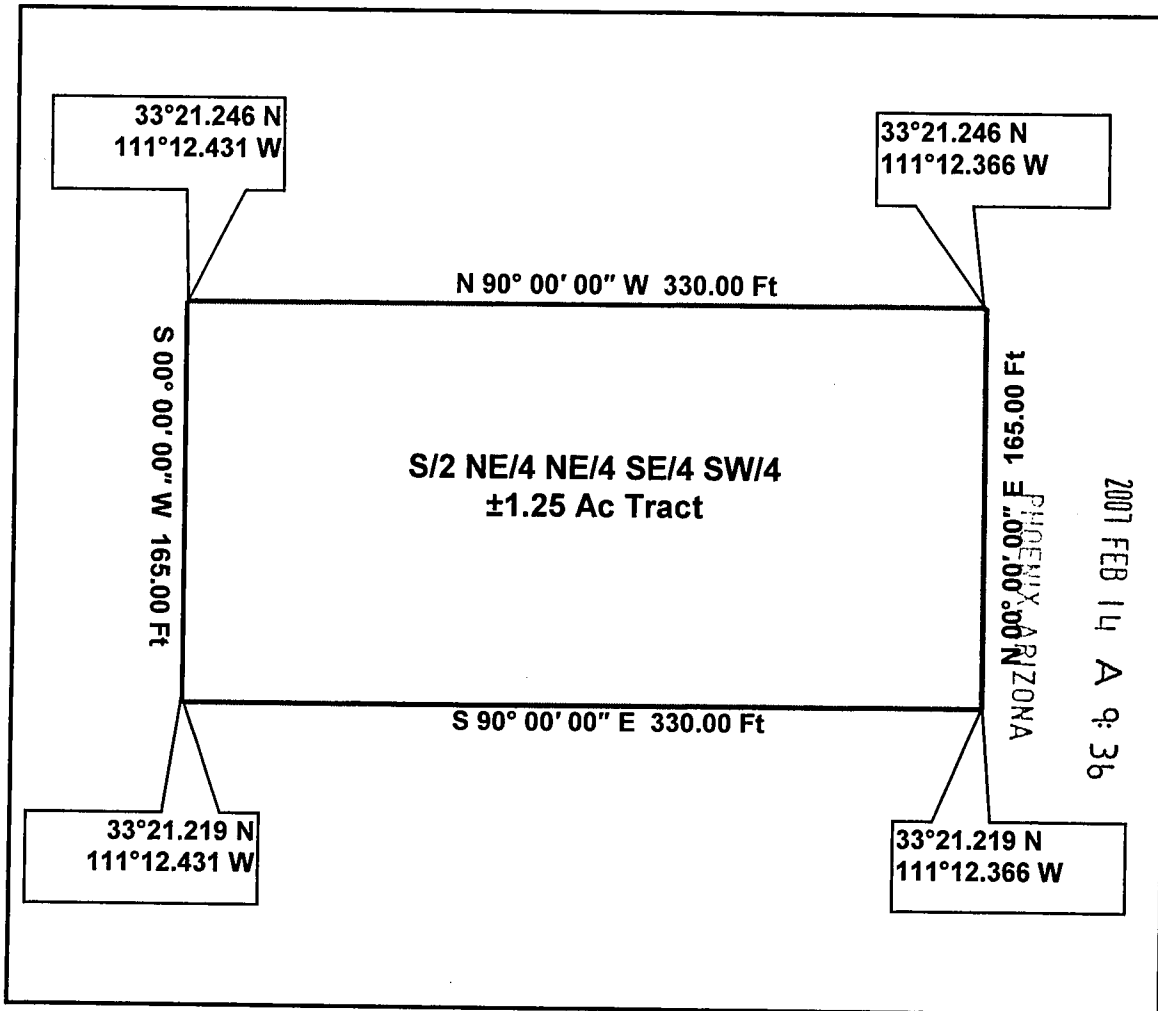 33°21.246 N
111°12.431 W
33°21.246 N
111°12.366 W
N 90° 00' 00" W 330.00 Ft
S 00° 00' 00" W 165.00 Ft
S/2 NE/4 NE/4 SE/4 SW/4
±1.25 Ac Tract
N 00° 00' 00" E 165.00 Ft
PHOENIX, ARIZONA
2007 FEB 14 A 9:36
S 90° 00' 00" E 330.00 Ft
33°21.219 N
111°12.431 W
33°21.219 N
111°12.366 W